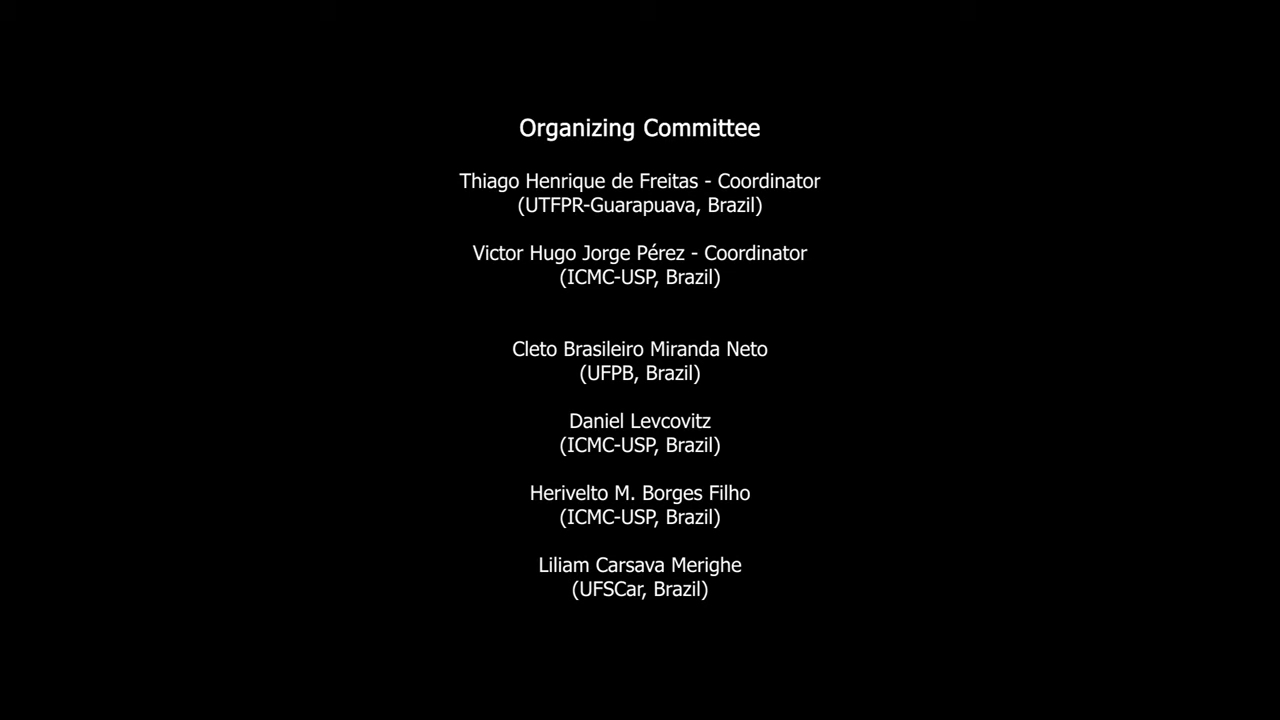 Organizing Committee
Thiago Henrique de Freitas - Coordinator
(UTFPR-Guarapuava, Brazil)
Victor Hugo Jorge Pérez - Coordinator
(ICMC-USP, Brazil)
Cleto Brasileiro Miranda Neto
(UFPB, Brazil)
Daniel Levcovitz
(ICMC-USP, Brazil)
Herivelto M. Borges Filho
(ICMC-USP, Brazil)
Liliam Carsava Merighe
(UFSCar, Brazil)